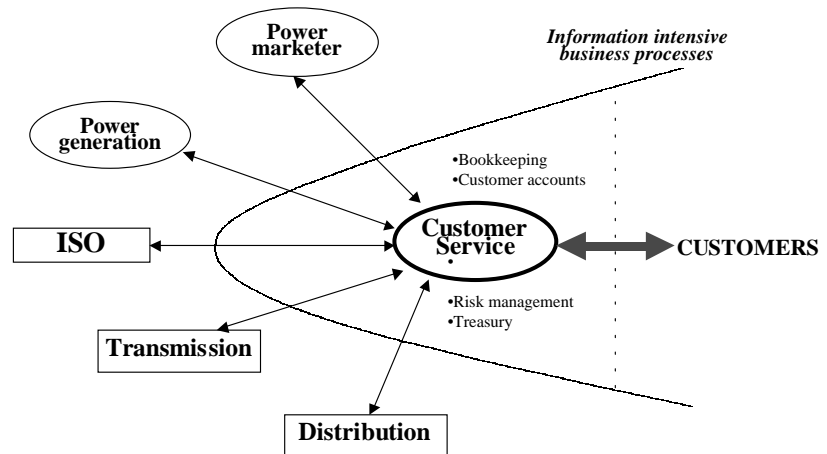 Power
marketer
Information intensive
business processes
Power
generation
•Bookkeeping
•Customer accounts
Customer
Service
•
ISO
CUSTOMERS
•Risk management
•Treasury
Transmission
Distribution